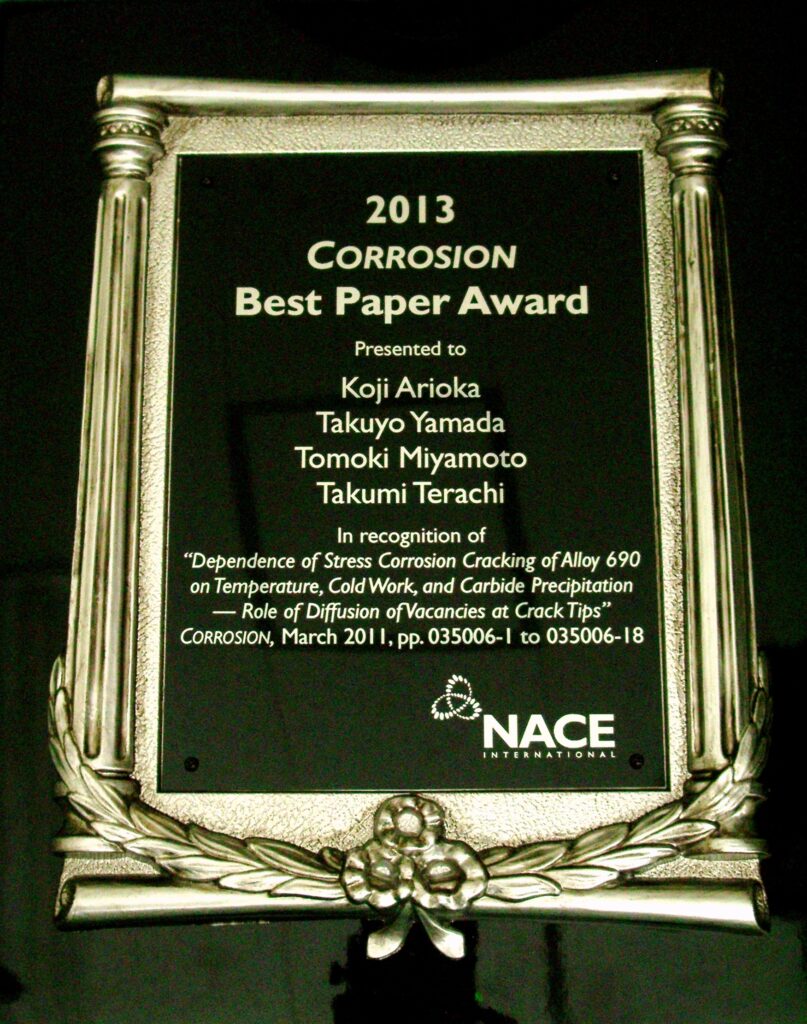 2013
CORROSION
Best Paper Award
Presented to
Koji Arioka
Takuyo Yamada
Tomoki Miyamoto
Takumi Terachi
In recognition of
“Dependence of Stress Corrosion Cracking of Alloy 690
on Temperature, Cold Work, and Carbide Precipitation
— Role of Diffusion of Vacancies at Crack Tips”
CORROSION, March 2011, pp. 035006-1 to 035006-18
NACE
INTERNATIONAL